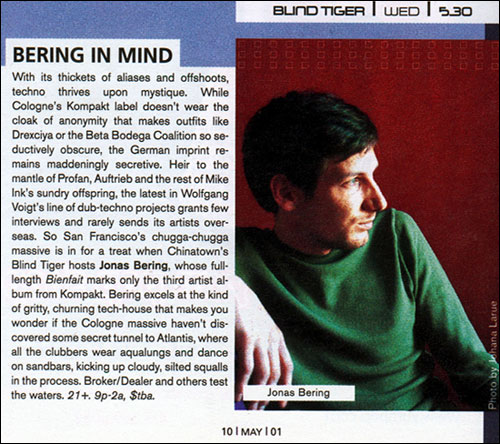 BLIND TIGER | WED | 5.30
BERING IN MIND
With its thickets of aliases and offshoots,
techno thrives upon mystique. While
Cologne's Kompakt label doesn't wear the
cloak of anonymity that makes outfits like
Drexciya or the Beta Bodega Coalition so se-
ductively obscure, the German imprint re-
mains maddeningly secretive. Heir to the
mantle of Profan, Auftrieb and the rest of Mike
Ink's sundry offspring, the latest in Wolfgang
Voigt's line of dub-techno projects grants few
interviews and rarely sends its artists over-
seas. So San Francisco's chugga-chugga
massive is in for a treat when Chinatown's
Blind Tiger hosts Jonas Bering, whose full-
length Bienfait marks only the third artist al-
bum from Kompakt. Bering excels at the kind
of gritty, churning tech-house that makes you
wonder if the Cologne massive haven't dis-
covered some secret tunnel to Atlantis, where
all the clubbers wear aqualungs and dance
on sandbars, kicking up cloudy, silted squalls
in the process. Broker/Dealer and others test
the waters. 21+. 9p-2a, $tba.
Jonas Bering
Photo by Johana Larue
10 | MAY | 01